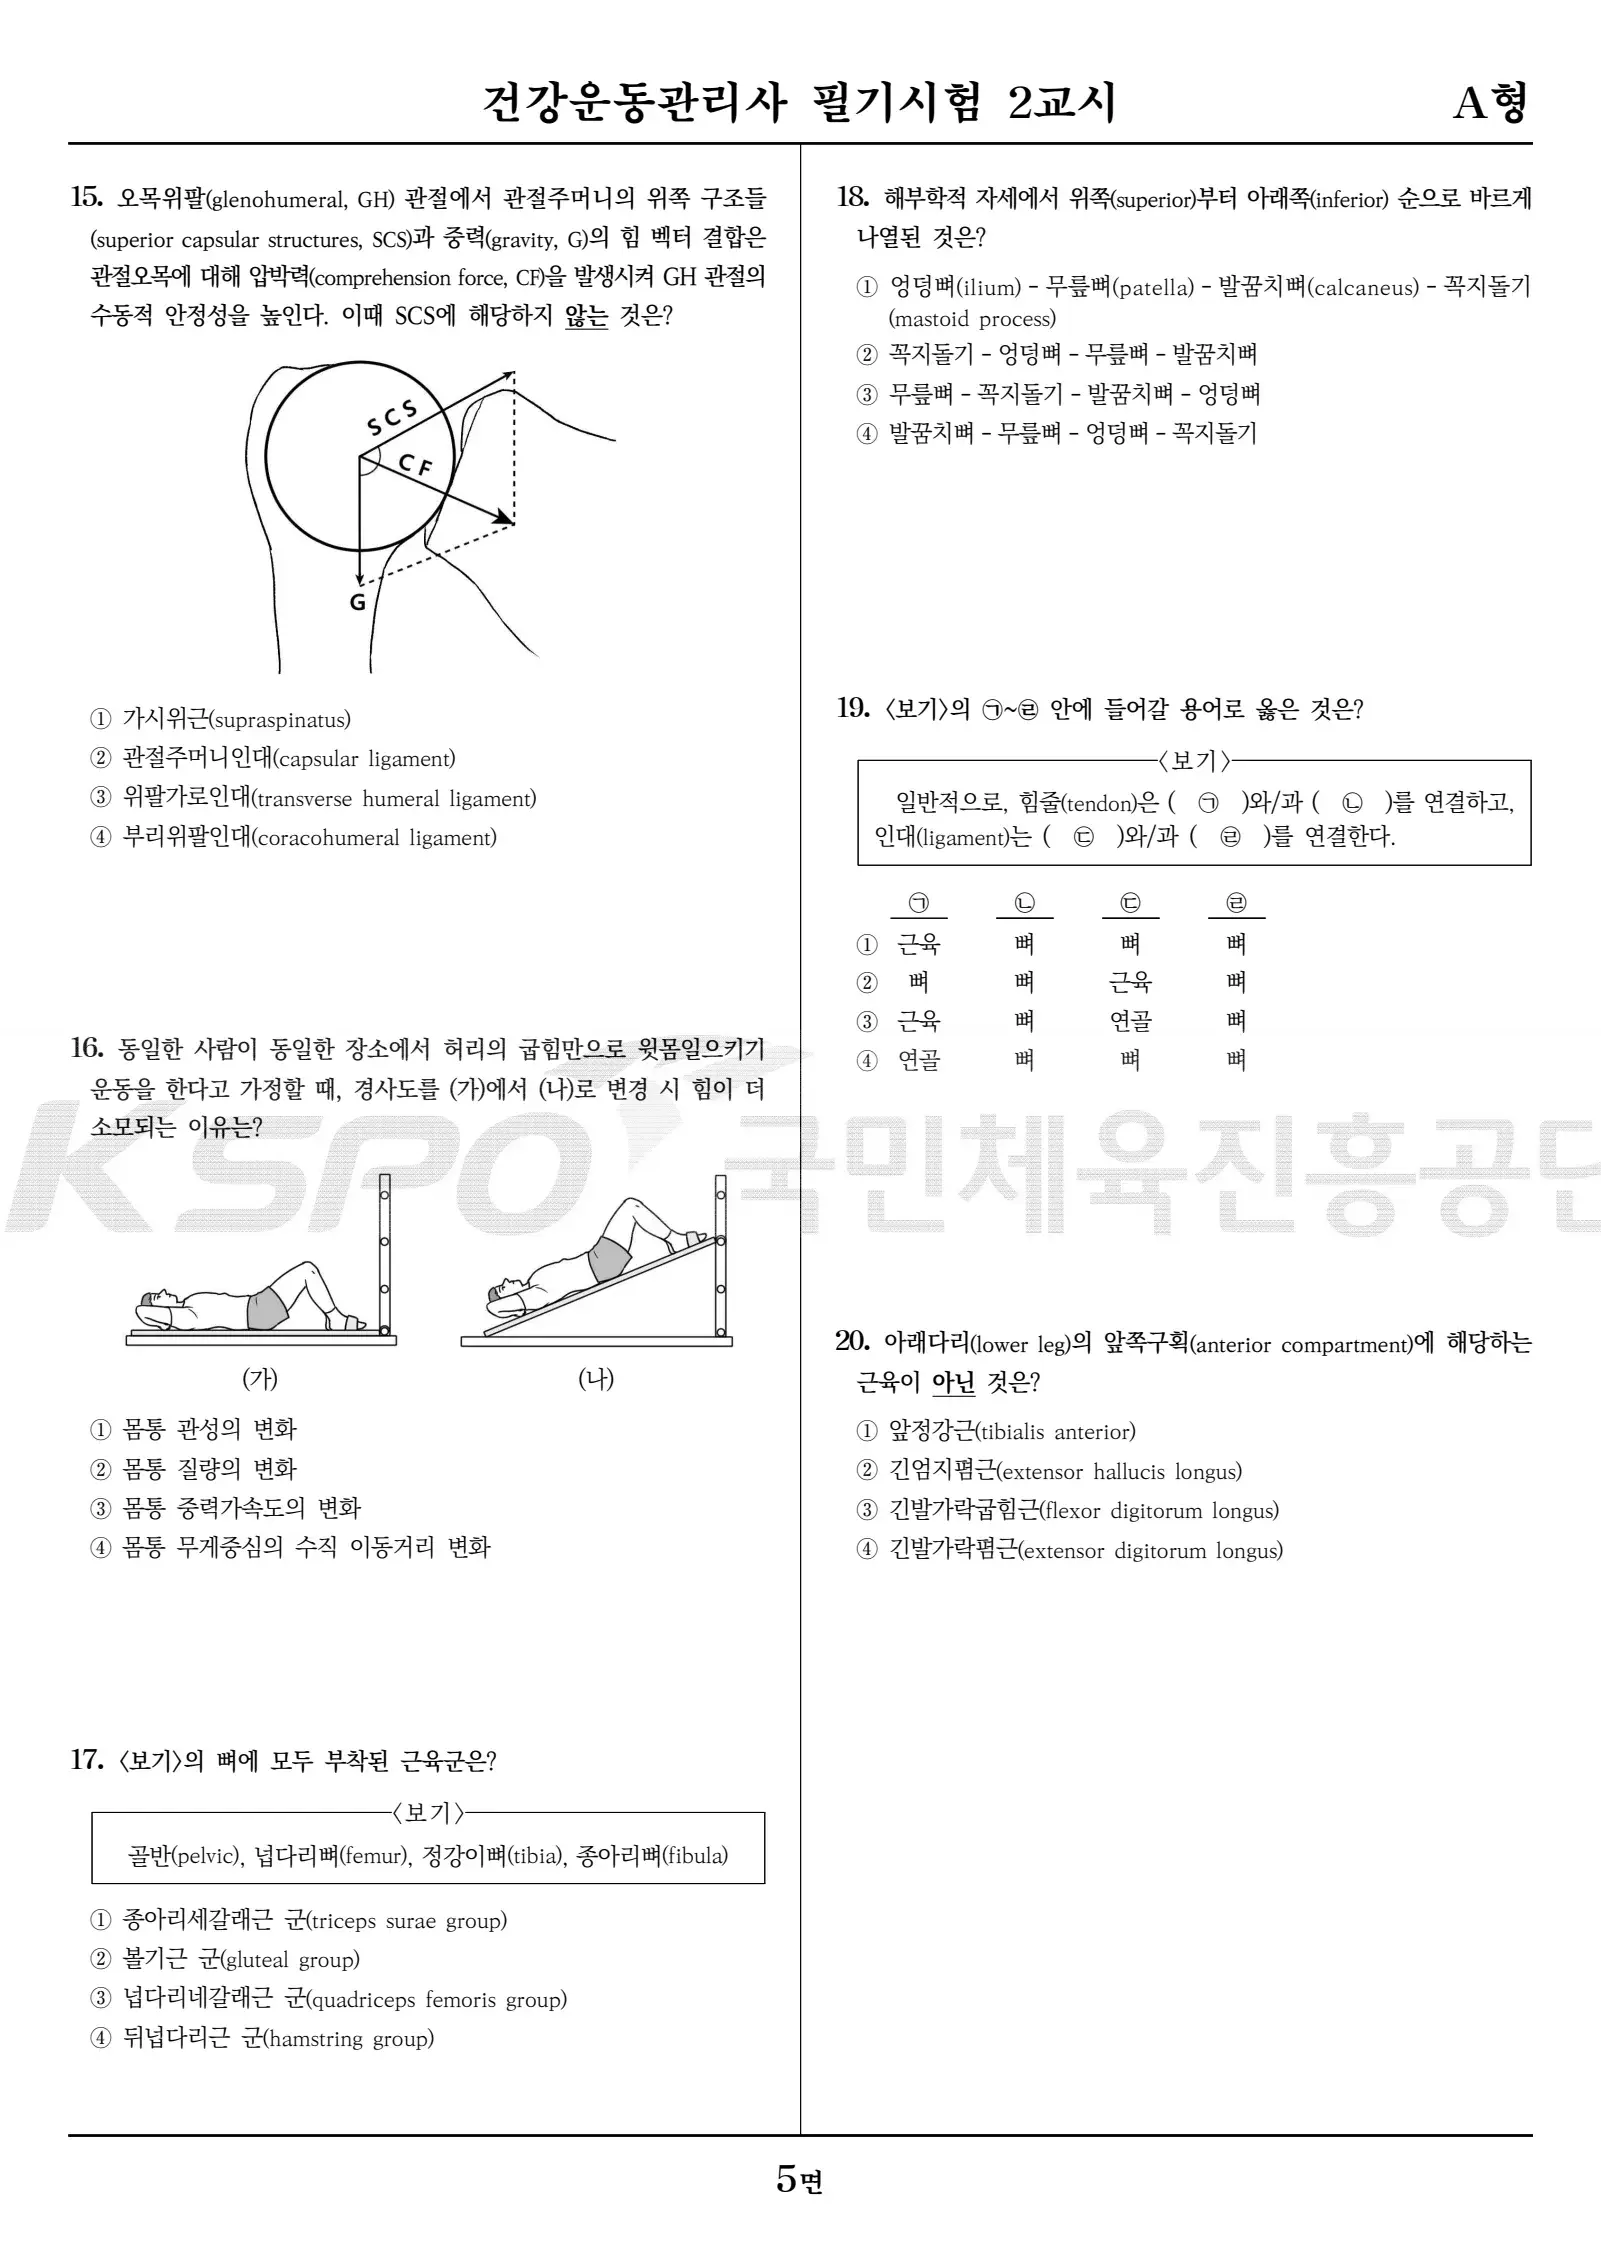 건강운동관리사 필기시험 2교시
A형
15. 오목위팔(glenohumeral, GH) 관절에서 관절주머니의 위쪽 구조들
(superior capsular structures, SCS)과 중력(gravity, G)의 힘 벡터 결합은
관절오목에 대해 압박력(comprehension force, CF)을 발생시켜 GH 관절의
수동적 안정성을 높인다. 이때 SCS에 해당하지 않는 것은?
SCS
CF
G
① 가시위근(supraspinatus)
② 관절주머니인대(capsular ligament)
③ 위팔가로인대(transverse humeral ligament)
④ 부리위팔인대(coracohumeral ligament)
16. 동일한 사람이 동일한 장소에서 허리의 굽힘만으로 윗몸일으키기
운동을 한다고 가정할 때, 경사도를 (가)에서 (나)로 변경 시 힘이 더
소모되는 이유는?
(가) (나)
① 몸통 관성의 변화
② 몸통 질량의 변화
③ 몸통 중력가속도의 변화
④ 몸통 무게중심의 수직 이동거리 변화
17. 〈보기〉의 뼈에 모두 부착된 근육군은?
〈보기〉
골반(pelvic), 넙다리뼈(femur), 정강이뼈(tibia), 종아리뼈(fibula)
① 종아리세갈래근 군(triceps surae group)
② 볼기근 군(gluteal group)
③ 넙다리네갈래근 군(quadriceps femoris group)
④ 뒤넙다리근 군(hamstring group)
18. 해부학적 자세에서 위쪽(superior)부터 아래쪽(inferior) 순으로 바르게
나열된 것은?
① 엉덩뼈(ilium) - 무릎뼈(patella) - 발꿈치뼈(calcaneus) - 꼭지돌기
(mastoid process)
② 꼭지돌기 - 엉덩뼈 - 무릎뼈 - 발꿈치뼈
③ 무릎뼈 - 꼭지돌기 - 발꿈치뼈 - 엉덩뼈
④ 발꿈치뼈 - 무릎뼈 - 엉덩뼈 - 꼭지돌기
19. 〈보기〉의 ㉠~㉣ 안에 들어갈 용어로 옳은 것은?
〈보기〉
일반적으로, 힘줄(tendon)은 ( ㉠ )와/과 ( ㉡ )를 연결하고,
인대(ligament)는 ( ㉢ )와/과 ( ㉣ )를 연결한다.
㉠ ㉡ ㉢ ㉣
① 근육 뼈 뼈 뼈
② 뼈 뼈 근육 뼈
③ 근육 뼈 연골 뼈
④ 연골 뼈 뼈 뼈
20. 아래다리(lower leg)의 앞쪽구획(anterior compartment)에 해당하는
근육이 아닌 것은?
① 앞정강근(tibialis anterior)
② 긴엄지폄근(extensor hallucis longus)
③ 긴발가락굽힘근(flexor digitorum longus)
④ 긴발가락폄근(extensor digitorum longus)
KSPO 국민체육진흥공단
5면